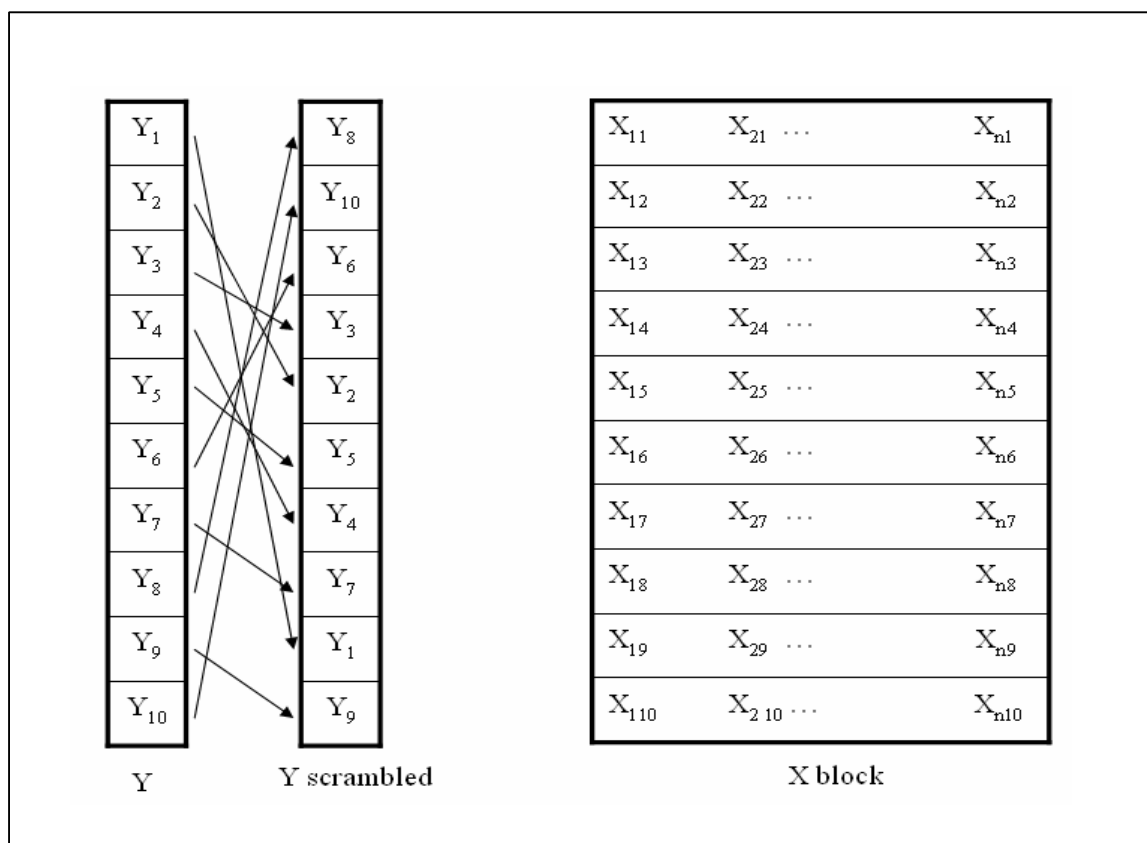 Y₁ Y₈ X₁₁ X₂₁ … Xₙ₁
Y₂ Y₁₀ X₁₂ X₂₂ … Xₙ₂
Y₃ Y₆ X₁₃ X₂₃ … Xₙ₃
Y₄ Y₃ X₁₄ X₂₄ … Xₙ₄
Y₅ Y₂ X₁₅ X₂₅ … Xₙ₅
Y₆ Y₅ X₁₆ X₂₆ … Xₙ₆
Y₇ Y₄ X₁₇ X₂₇ … Xₙ₇
Y₈ Y₇ X₁₈ X₂₈ … Xₙ₈
Y₉ Y₁ X₁₉ X₂₉ … Xₙ₉
Y₁₀ Y₉ X₁₁₀ X₂ ₁₀ … Xₙ₁₀
Y Y scrambled X block